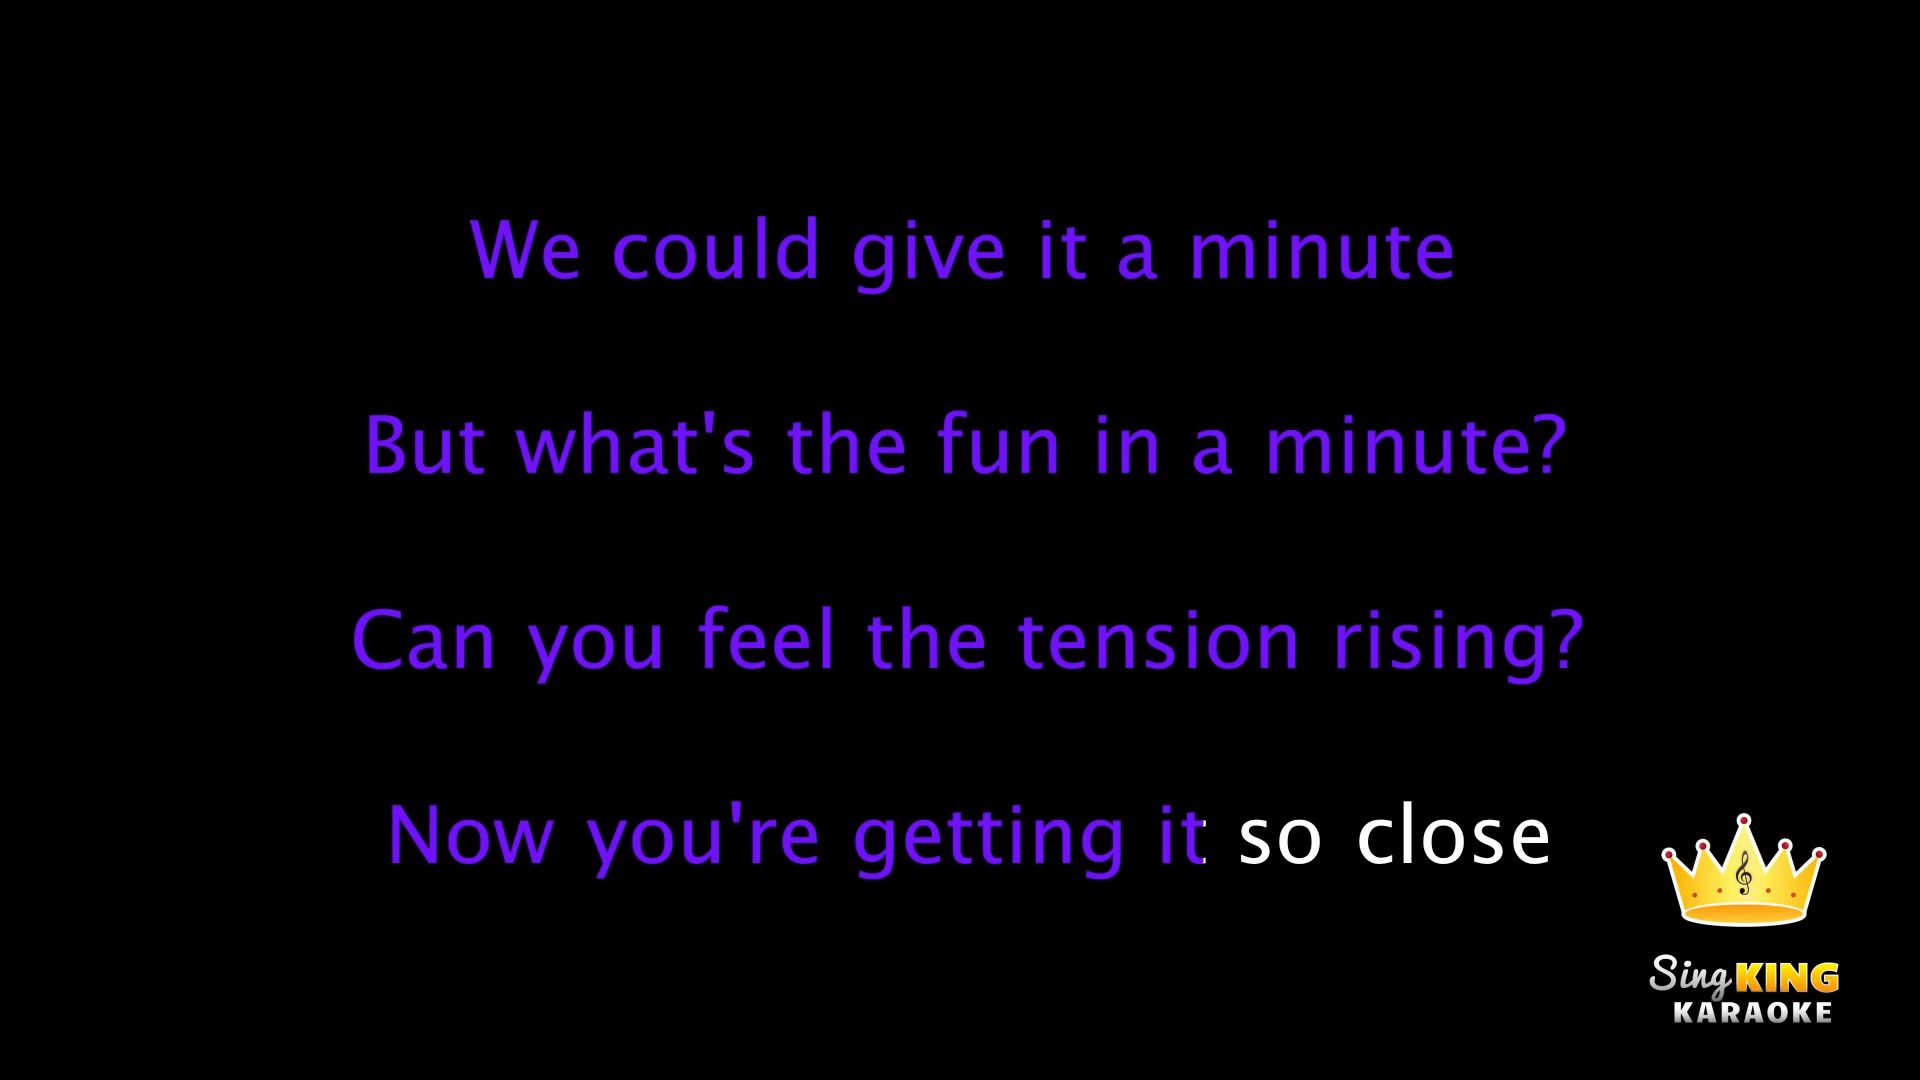 We could give it a minute
But what's the fun in a minute?
Can you feel the tension rising?
Now you're getting it so close
Sing KING
KARAOKE